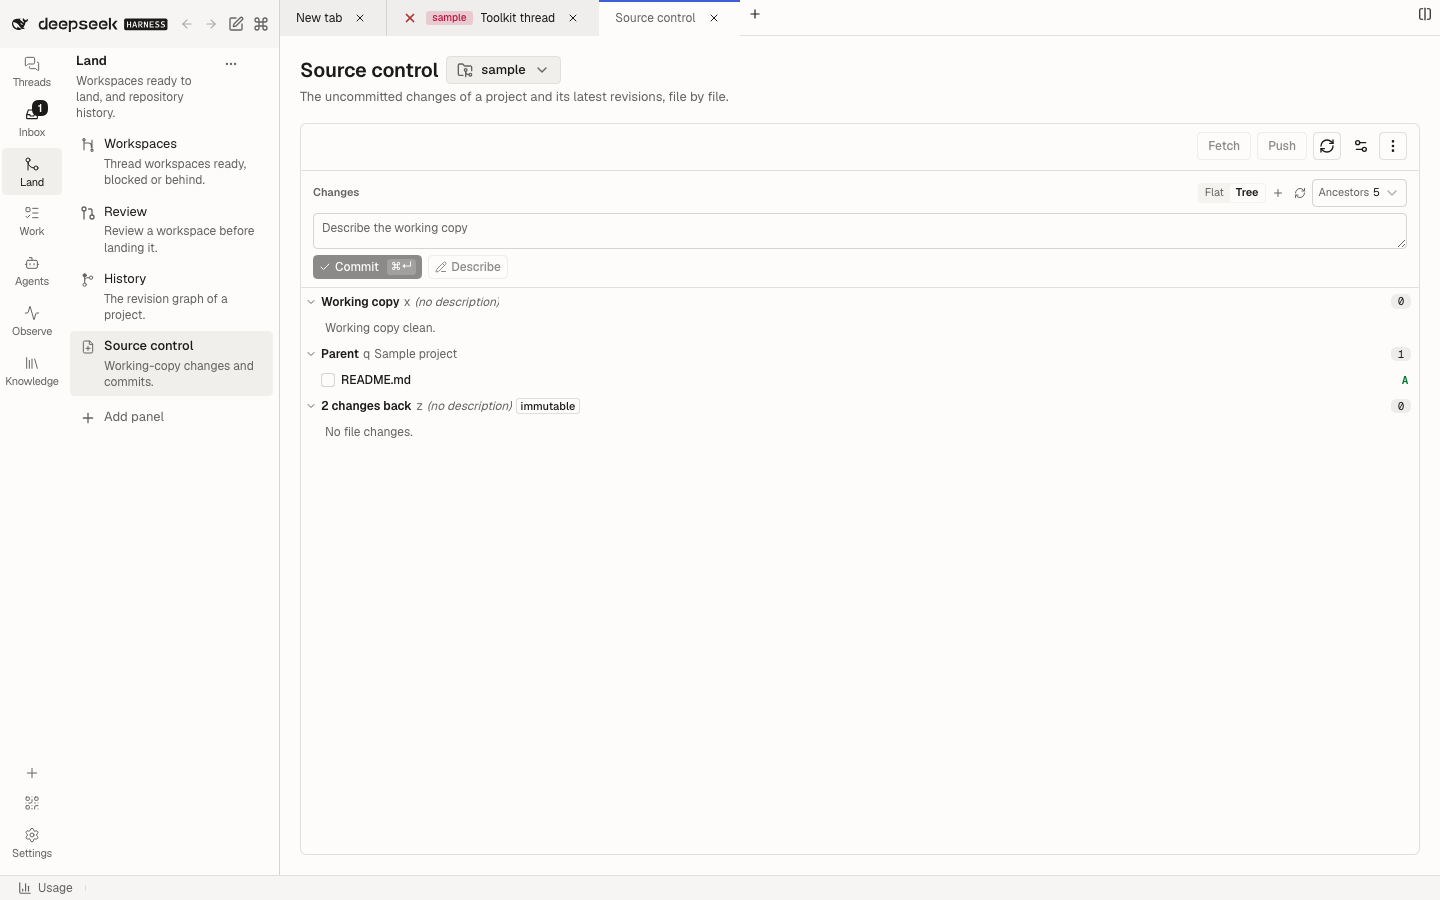 deepseek HARNESS
New tab
sample Toolkit thread
Source control
Threads
1
Inbox
Land
Work
Agents
Observe
Knowledge
Settings
Land
Workspaces ready to
land, and repository
history.
Workspaces
Thread workspaces ready,
blocked or behind.
Review
Review a workspace before
landing it.
History
The revision graph of a
project.
Source control
Working-copy changes and
commits.
Add panel
Source control sample
The uncommitted changes of a project and its latest revisions, file by file.
Fetch Push
Changes Flat Tree Ancestors 5
Describe the working copy
Commit ⌘↵ Describe
Working copy x (no description) 0
Working copy clean.
Parent q Sample project 1
README.md A
2 changes back z (no description) immutable 0
No file changes.
Usage